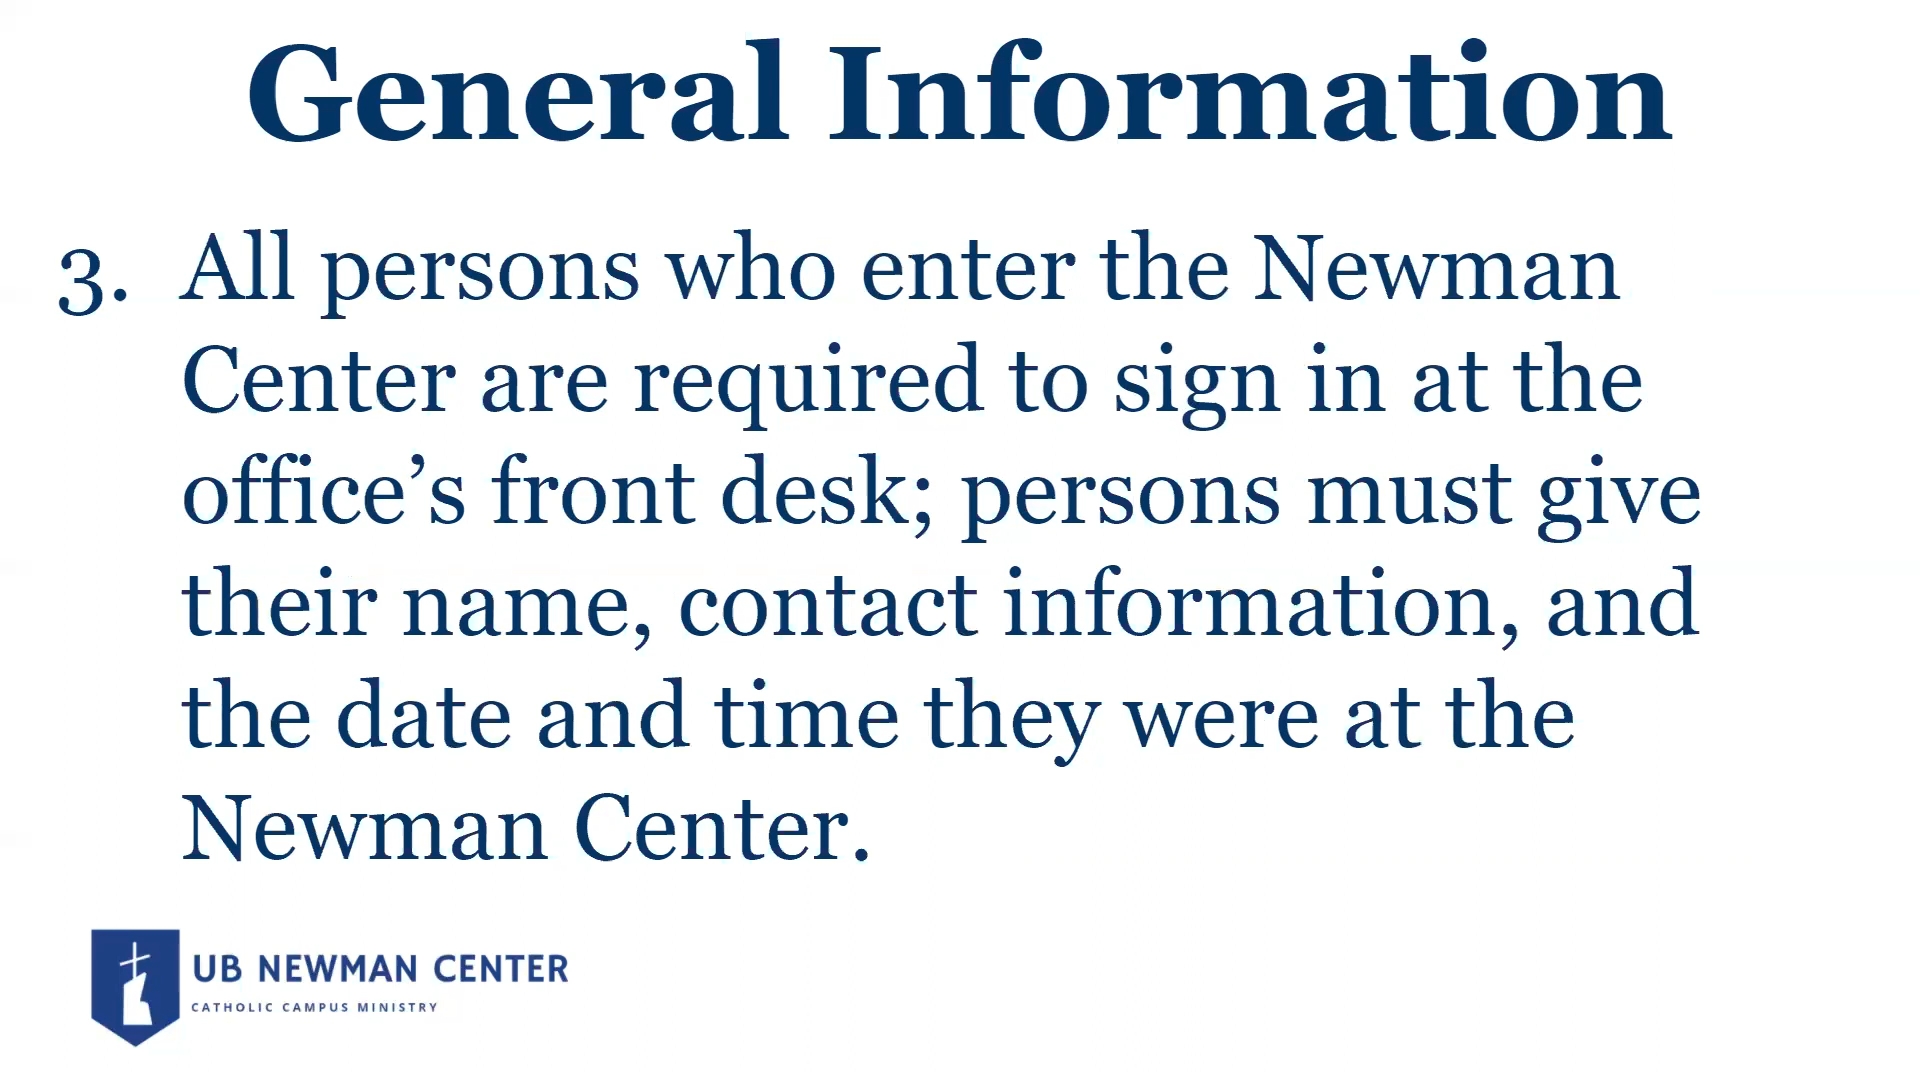 General Information
3. All persons who enter the Newman
Center are required to sign in at the
office’s front desk; persons must give
their name, contact information, and
the date and time they were at the
Newman Center.
UB NEWMAN CENTER
CATHOLIC CAMPUS MINISTRY